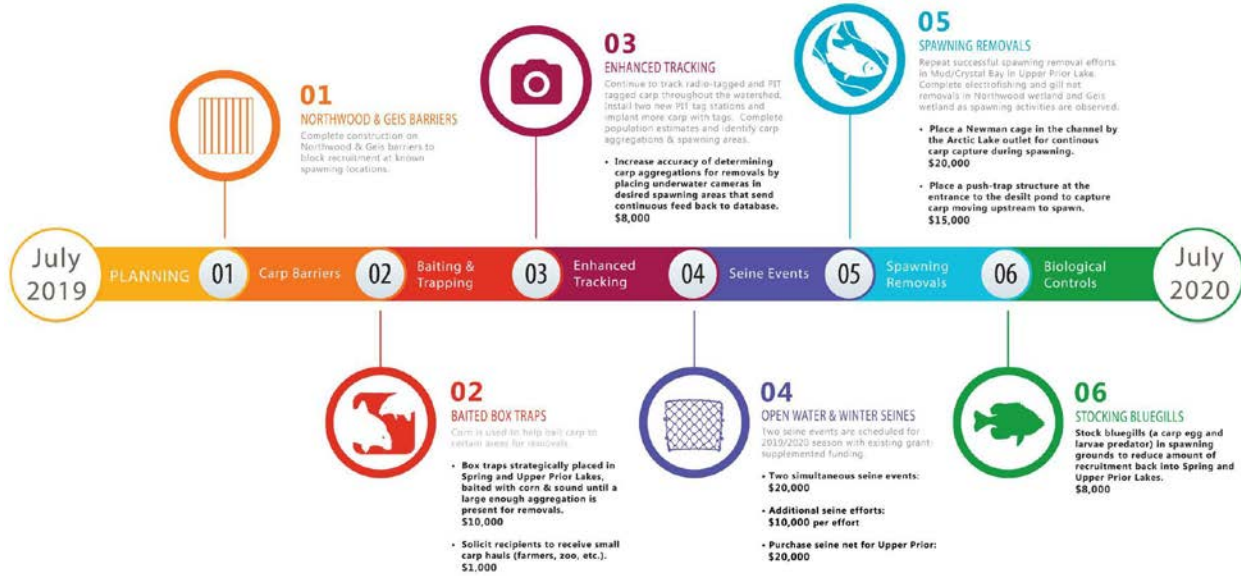 01
NORTHWOOD & GEIS BARRIERS
Complete construction on
Northwood & Geis barriers to
block recruitment at known
spawning locations.
03
ENHANCED TRACKING
Continue to track radio-tagged and PIT
tagged carp throughout the watershed.
Install two new PIT tag stations and
implant more carp with tags. Complete
population estimates and identify carp
aggregations & spawning areas.
• Increase accuracy of determining
carp aggregations for removals by
placing underwater cameras in
desired spawning areas that send
continuous feed back to database.
$8,000
05
SPAWNING REMOVALS
Repeat successful spawning removal efforts
in Mud/Crystal Bay in Upper Prior Lake.
Complete electrofishing and gill net
removals in Northwood wetland and Geis
wetland as spawning activities are observed.
• Place a Newman cage in the channel by
the Arctic Lake outlet for continous
carp capture during spawning.
$20,000
• Place a push-trap structure at the
entrance to the desilt pond to capture
carp moving upstream to spawn.
$15,000
July
2019
PLANNING
01
Carp Barriers
02
Baiting &
Trapping
03
Enhanced
Tracking
04
Seine Events
05
Spawning
Removals
06
Biological
Controls
July
2020
02
BAITED BOX TRAPS
Corn is used to help bait carp to
certain areas for removals.
• Box traps strategically placed in
Spring and Upper Prior Lakes,
baited with corn & sound until a
large enough aggregation is
present for removals.
$10,000
• Solicit recipients to receive small
carp hauls (farmers, zoo, etc.).
$1,000
04
OPEN WATER & WINTER SEINES
Two seine events are scheduled for
2019/2020 season with existing grant-
supplemented funding.
• Two simultaneous seine events:
$20,000
• Additional seine efforts:
$10,000 per effort
• Purchase seine net for Upper Prior:
$20,000
06
STOCKING BLUEGILLS
Stock bluegills (a carp egg and
larvae predator) in spawning
grounds to reduce amount of
recruitment back into Spring and
Upper Prior Lakes.
$8,000